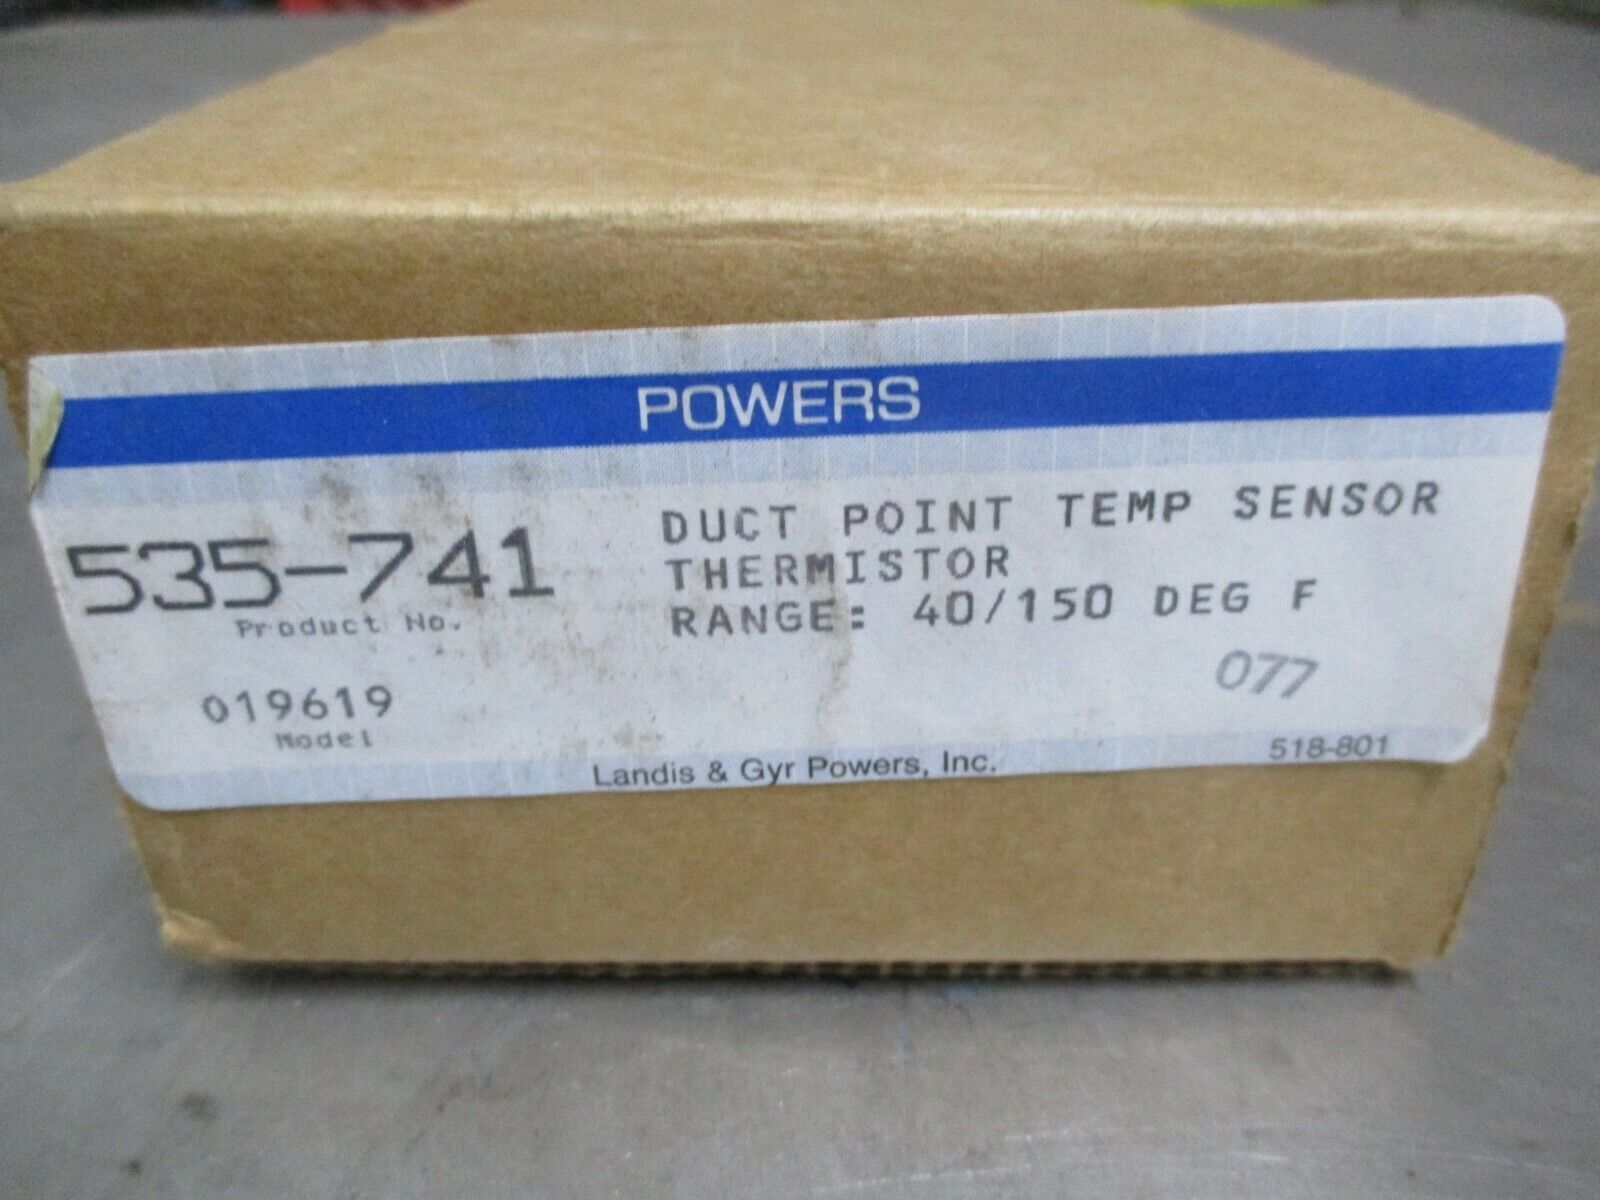 POWERS
535-741
Product No.
DUCT POINT TEMP SENSOR
THERMISTOR
RANGE: 40/150 DEG F
019619
Model
077
Landis & Gyr Powers, Inc.
518-801